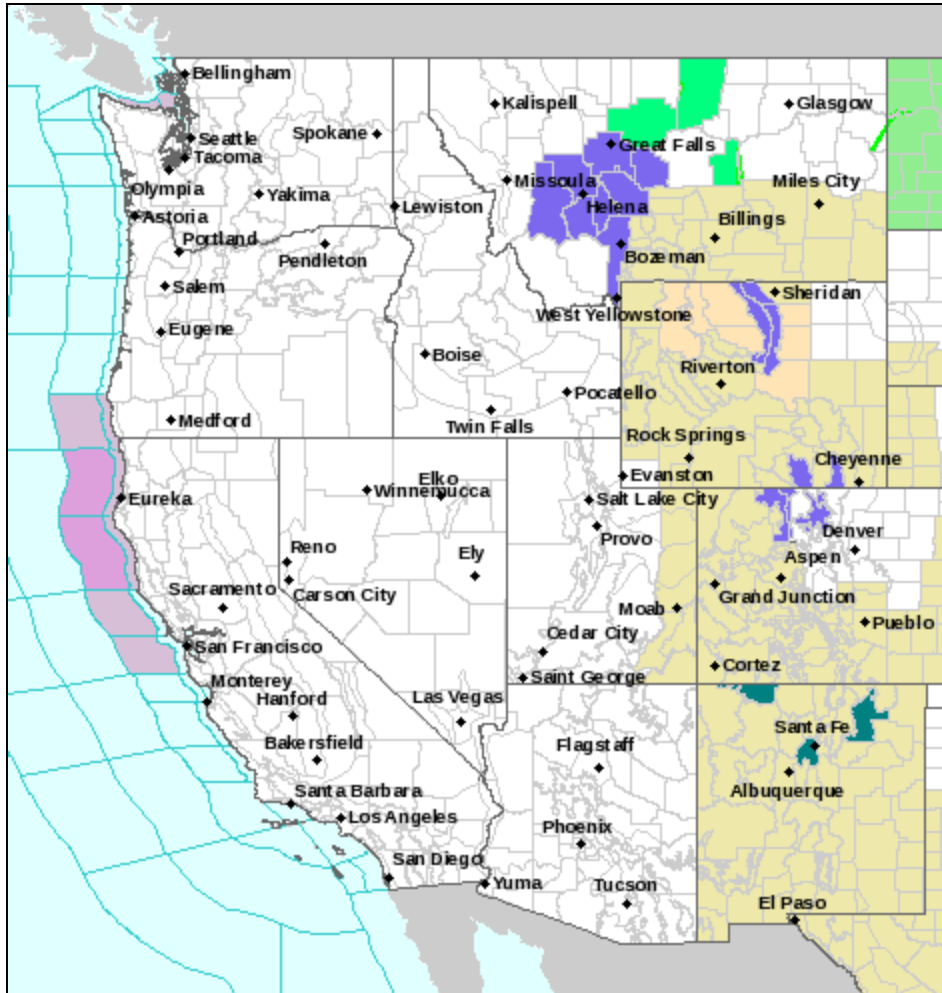 Bellingham
Kalispell
Glasgow
Seattle
Spokane
Great Falls
Tacoma
Olympia
Missoula
Miles City
Yakima
Helena
Lewiston
Astoria
Billings
Portland
Bozeman
Pendleton
Salem
Sheridan
West Yellowstone
Eugene
Boise
Riverton
Pocatello
Medford
Twin Falls
Rock Springs
Cheyenne
Evanston
Elko
Winnemucca
Eureka
Salt Lake City
Denver
Provo
Reno
Ely
Aspen
Sacramento
Carson City
Grand Junction
Moab
Pueblo
Cedar City
San Francisco
Cortez
Saint George
Monterey
Hanford
Las Vegas
Santa Fe
Bakersfield
Flagstaff
Santa Barbara
Albuquerque
Los Angeles
Phoenix
San Diego
Yuma
Tucson
El Paso